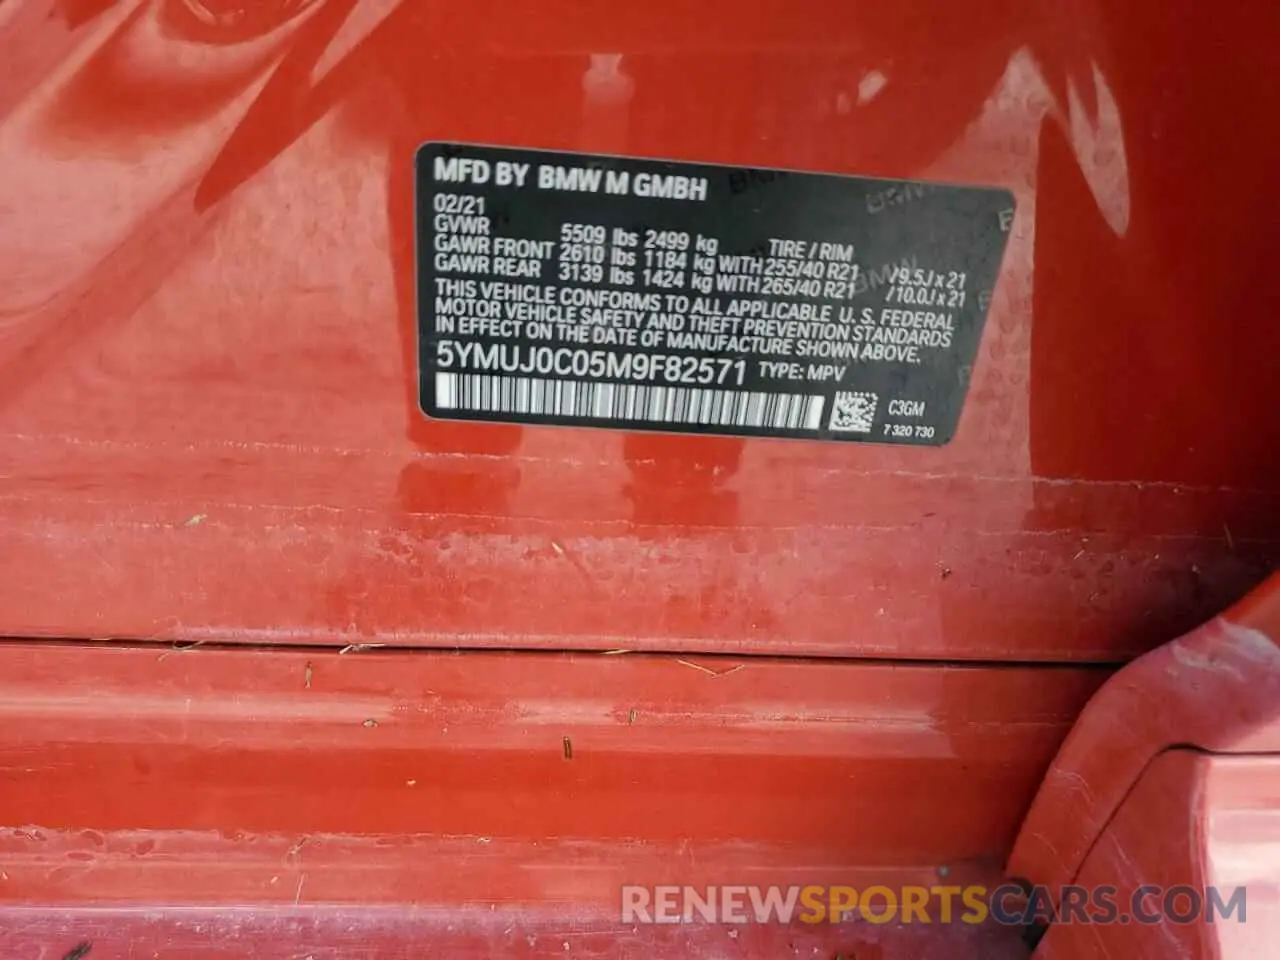 MFD BY BMW M GMBH
02/21
GVWR 5509 lbs 2499 kg TIRE / RIM
GAWR FRONT 2610 lbs 1184 kg WITH 255/40 R21 /9.5J x 21
GAWR REAR 3139 lbs 1424 kg WITH 265/40 R21 /10.0J x 21
THIS VEHICLE CONFORMS TO ALL APPLICABLE U. S. FEDERAL
MOTOR VEHICLE SAFETY AND THEFT PREVENTION STANDARDS
IN EFFECT ON THE DATE OF MANUFACTURE SHOWN ABOVE.
5YMUJ0C05M9F82571 TYPE: MPV
C3GM
7 320 730
RENEWSPORTSCARS.COM